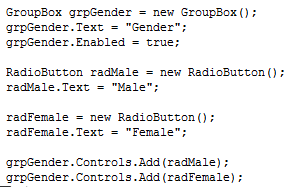 GroupBox grpGender = new GroupBox();
grpGender.Text = "Gender";
grpGender.Enabled = true;
RadioButton radMale = new RadioButton();
radMale.Text = "Male";
radFemale = new RadioButton();
radFemale.Text = "Female";
grpGender.Controls.Add(radMale);
grpGender.Controls.Add(radFemale);